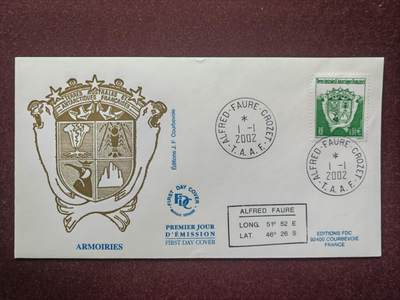 TERRES AUSTRALES ET
ANTARCTIQUES FRANÇAISES
ARMOIRIES
Editions J. F. Courbevoie
FIRST DAY COVER
FDC
PREMIER JOUR
D'ÉMISSION
FIRST DAY COVER
ALFRED-FAURE-CROZET
*
1 -1
2002
-T.A.A.F.-
ALFRED FAURE
LONG. 51° 52 E
LAT. 46° 26 S
ALFRED-FAURE-CROZET
*
1 -1
2002
-T.A.A.F.-
RF
EDITIONS FDC
92400 COURBEVOIE
FRANCE